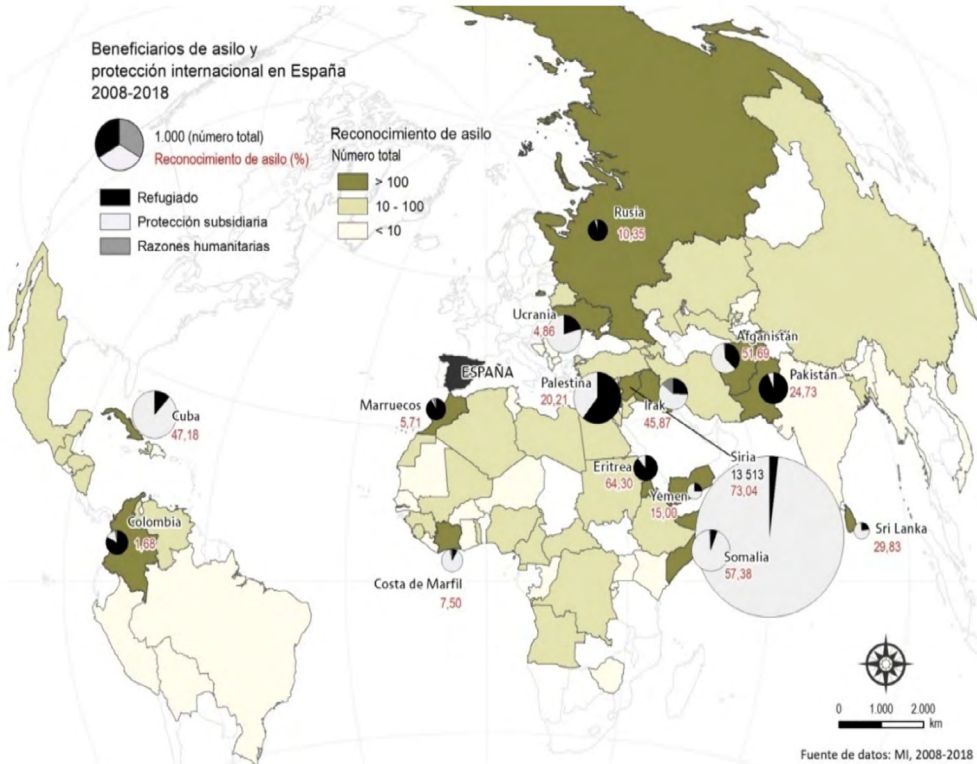 Beneficiarios de asilo y
protección internacional en España
2008-2018
1.000 (número total)
Reconocimiento de asilo (%)
Refugiado
Protección subsidiaria
Razones humanitarias
Reconocimiento de asilo
Número total
> 100
10 - 100
< 10
Rusia
10,35
Ucrania
4,86
Afganistán
51,69
ESPAÑA
Palestina
20,21
Pakistán
24,73
Irak
45,87
Marruecos
5,71
Cuba
47,18
Siria
13 513
73,04
Eritrea
64,30
Yemen
15,00
Colombia
1,68
Sri Lanka
29,83
Somalia
57,38
Costa de Marfil
7,50
0 1.000 2.000
km
Fuente de datos: MI, 2008-2018